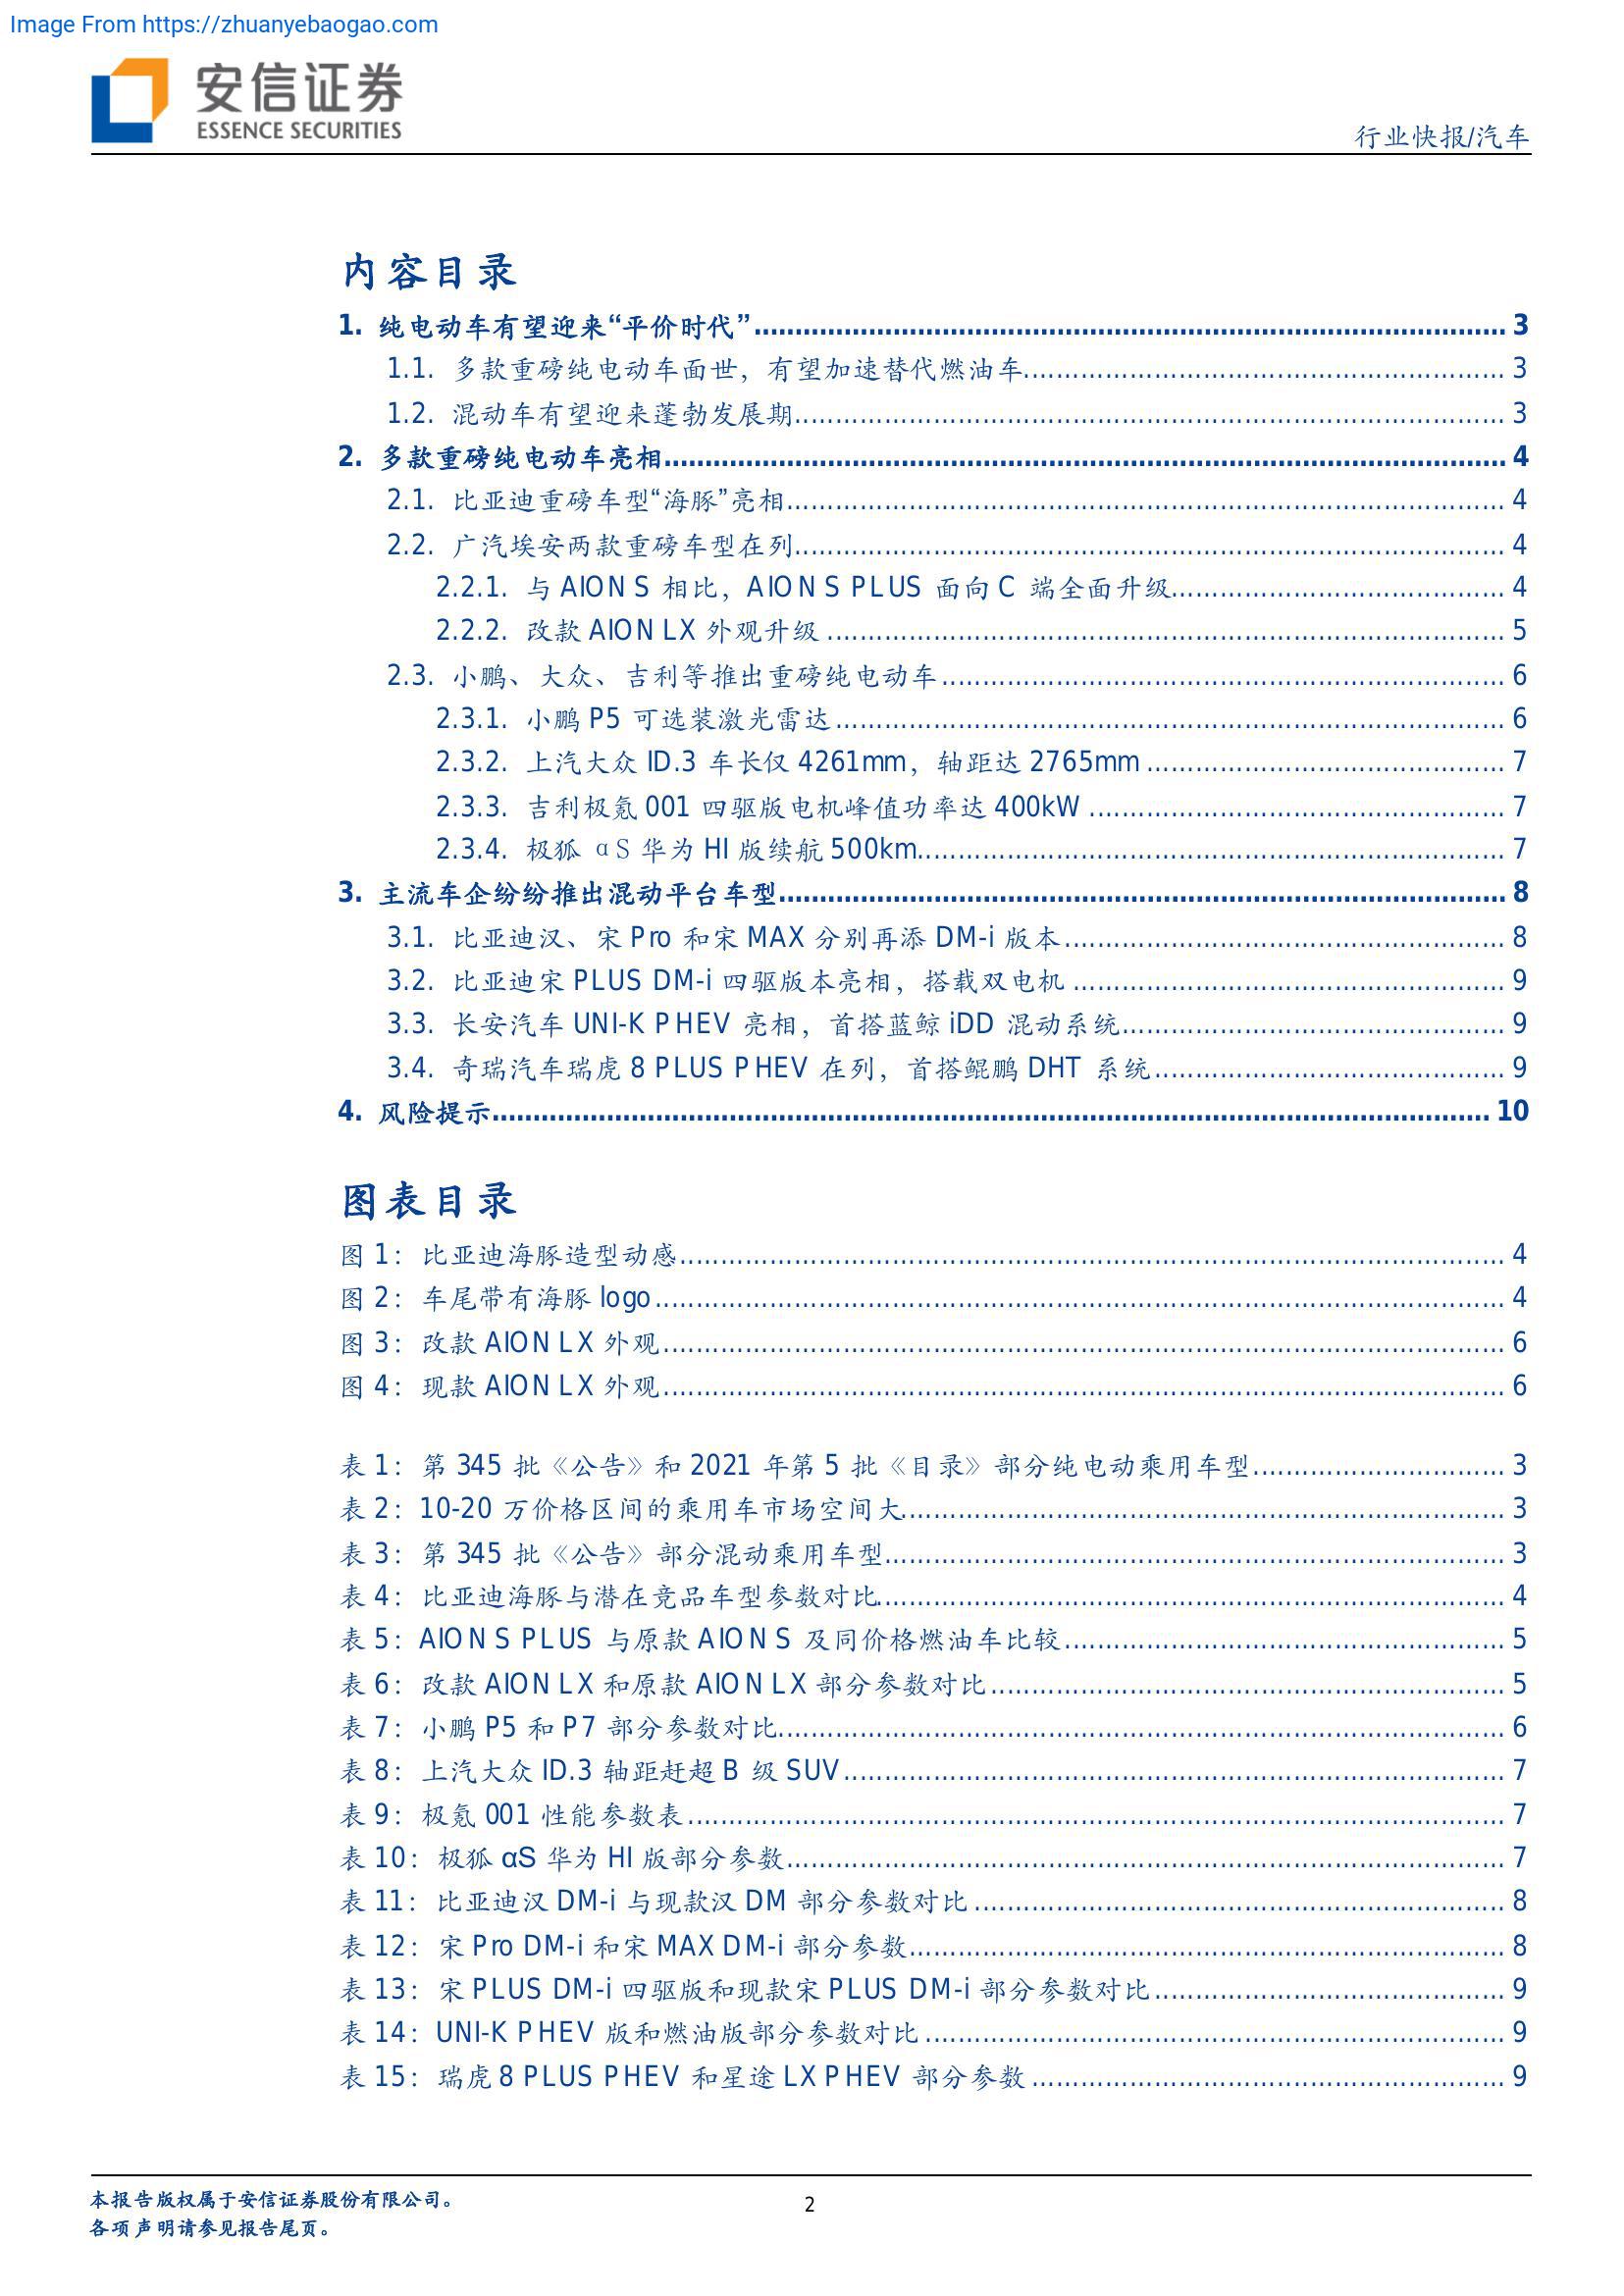 Image From https://zhuanyebaogao.com
安信证券
ESSENCE SECURITIES
行业快报/汽车
内容目录
1. 纯电动车有望迎来“平价时代” 3
1.1. 多款重磅纯电动车面世，有望加速替代燃油车 3
1.2. 混动车有望迎来蓬勃发展期 3
2. 多款重磅纯电动车亮相 4
2.1. 比亚迪重磅车型“海豚”亮相 4
2.2. 广汽埃安两款重磅车型在列 4
2.2.1. 与 AION S 相比，AION S PLUS 面向 C 端全面升级 4
2.2.2. 改款 AION LX 外观升级 5
2.3. 小鹏、大众、吉利等推出重磅纯电动车 6
2.3.1. 小鹏 P5 可选装激光雷达 6
2.3.2. 上汽大众 ID.3 车长仅 4261mm，轴距达 2765mm 7
2.3.3. 吉利极氪 001 四驱版电机峰值功率达 400kW 7
2.3.4. 极狐 αS 华为 HI 版续航 500km 7
3. 主流车企纷纷推出混动平台车型 8
3.1. 比亚迪汉、宋 Pro 和宋 MAX 分别再添 DM-i 版本 8
3.2. 比亚迪宋 PLUS DM-i 四驱版本亮相，搭载双电机 9
3.3. 长安汽车 UNI-K PHEV 亮相，首搭蓝鲸 iDD 混动系统 9
3.4. 奇瑞汽车瑞虎 8 PLUS PHEV 在列，首搭鲲鹏 DHT 系统 9
4. 风险提示 10
图表目录
图 1：比亚迪海豚造型动感 4
图 2：车尾带有海豚 logo 4
图 3：改款 AION LX 外观 6
图 4：现款 AION LX 外观 6
表 1：第 345 批《公告》和 2021 年第 5 批《目录》部分纯电动乘用车型 3
表 2：10-20 万价格区间的乘用车市场空间大 3
表 3：第 345 批《公告》部分混动乘用车型 3
表 4：比亚迪海豚与潜在竞品车型参数对比 4
表 5：AION S PLUS 与原款 AION S 及同价格燃油车比较 5
表 6：改款 AION LX 和原款 AION LX 部分参数对比 5
表 7：小鹏 P5 和 P7 部分参数对比 6
表 8：上汽大众 ID.3 轴距赶超 B 级 SUV 7
表 9：极氪 001 性能参数表 7
表 10：极狐 αS 华为 HI 版部分参数 7
表 11：比亚迪汉 DM-i 与现款汉 DM 部分参数对比 8
表 12：宋 Pro DM-i 和宋 MAX DM-i 部分参数 8
表 13：宋 PLUS DM-i 四驱版和现款宋 PLUS DM-i 部分参数对比 9
表 14：UNI-K PHEV 版和燃油版部分参数对比 9
表 15：瑞虎 8 PLUS PHEV 和星途 LX PHEV 部分参数 9
本报告版权属于安信证券股份有限公司。
各项声明请参见报告尾页。
2